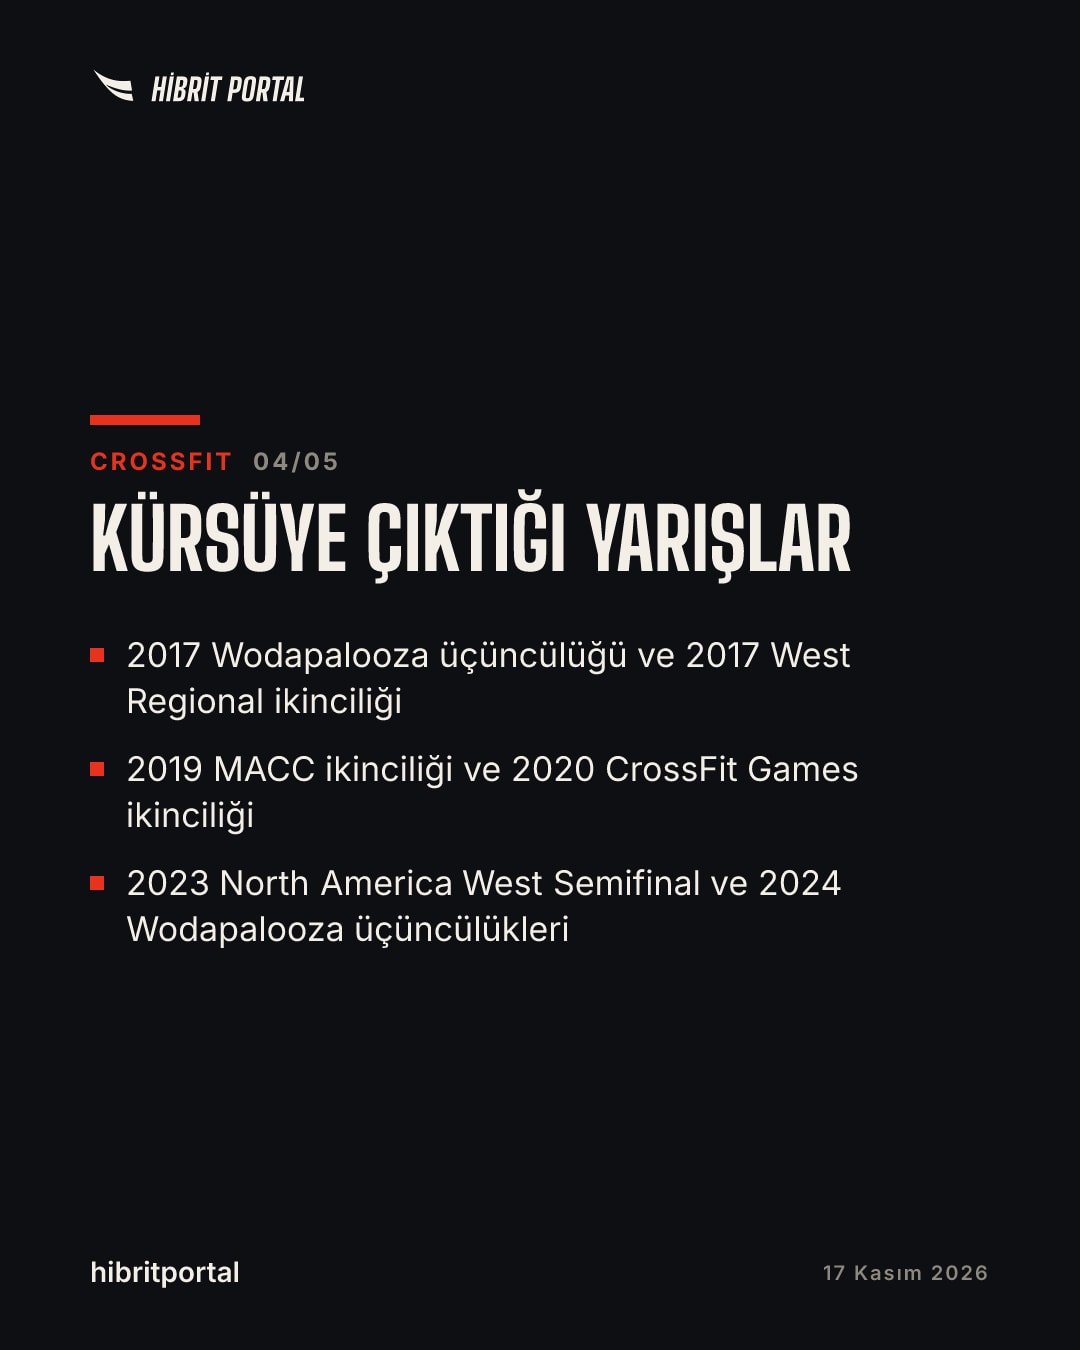 HİBRİT PORTAL
CROSSFIT 04/05
KÜRSÜYE ÇIKTIĞI YARIŞLAR
2017 Wodapalooza üçüncülüğü ve 2017 West
Regional ikinciliği
2019 MACC ikinciliği ve 2020 CrossFit Games
ikinciliği
2023 North America West Semifinal ve 2024
Wodapalooza üçüncülükleri
hibritportal
17 Kasım 2026